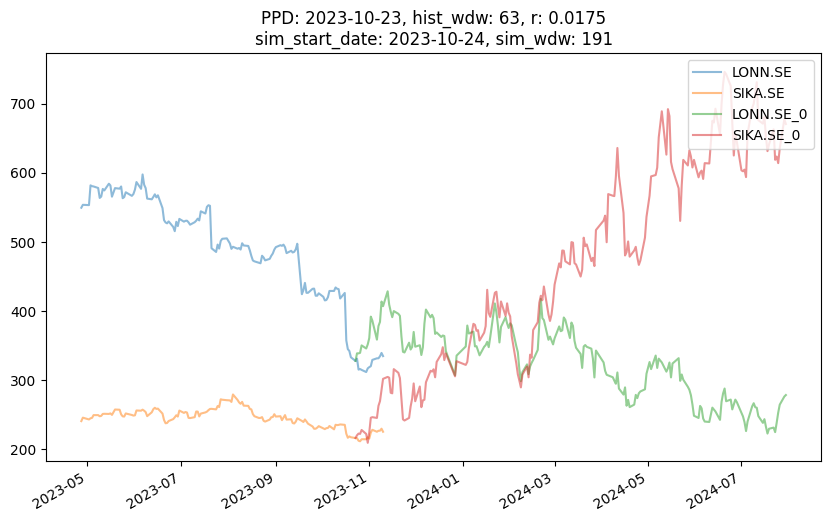 PPD: 2023-10-23, hist_wdw: 63, r: 0.0175
sim_start_date: 2023-10-24, sim_wdw: 191
LONN.SE
SIKA.SE
LONN.SE_0
SIKA.SE_0
700
600
500
400
300
200
2023-05
2023-07
2023-09
2023-11
2024-01
2024-03
2024-05
2024-07